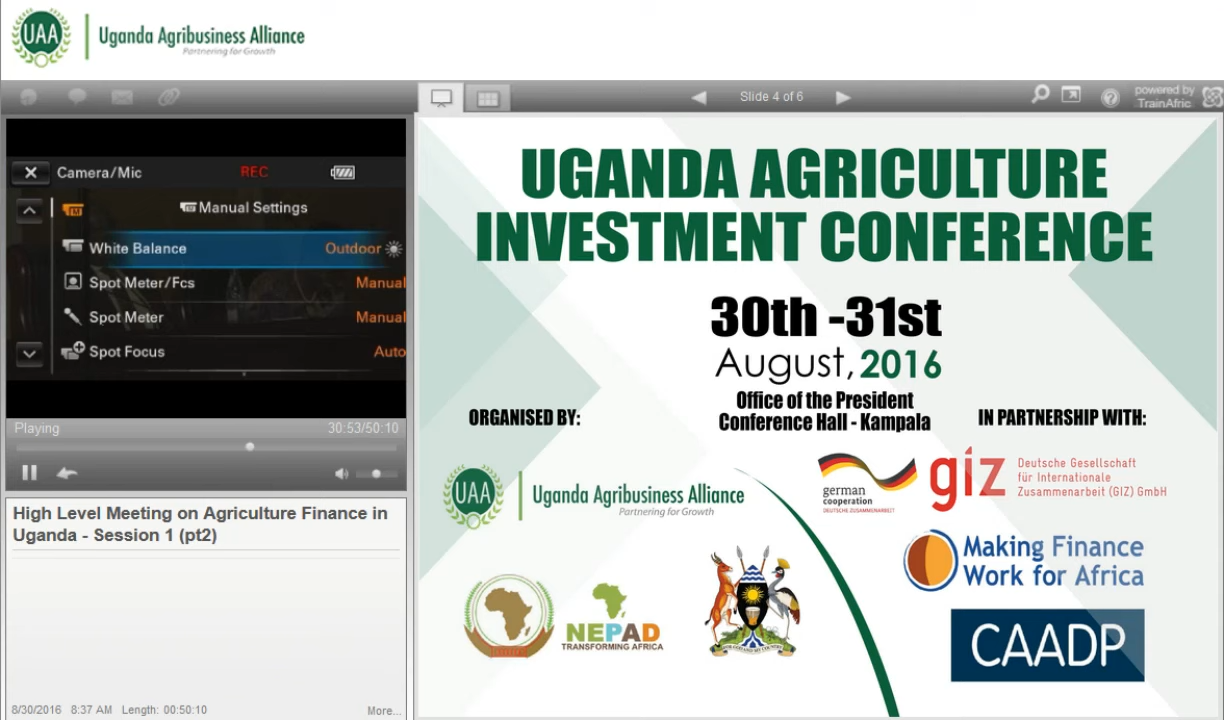 UAA
Uganda Agribusiness Alliance
Partnering for Growth
Slide 4 of 6
powered by
TrainAfric
Camera/Mic
REC
Manual Settings
White Balance
Outdoor
Spot Meter/Fcs
Manual
Spot Meter
Manual
Spot Focus
Auto
Playing
30:53/50:10
High Level Meeting on Agriculture Finance in
Uganda - Session 1 (pt2)
8/30/2016 8:37 AM Length: 00:50:10
More...
UGANDA AGRICULTURE
INVESTMENT CONFERENCE
30th -31st
August, 2016
Office of the President
Conference Hall - Kampala
ORGANISED BY:
IN PARTNERSHIP WITH:
UAA
Uganda Agribusiness Alliance
Partnering for Growth
german
cooperation
DEUTSCHE ZUSAMMENARBEIT
giz
Deutsche Gesellschaft
für Internationale
Zusammenarbeit (GIZ) GmbH
Making Finance
Work for Africa
NEPAD
TRANSFORMING AFRICA
FOR GOD AND MY COUNTRY
CAADP